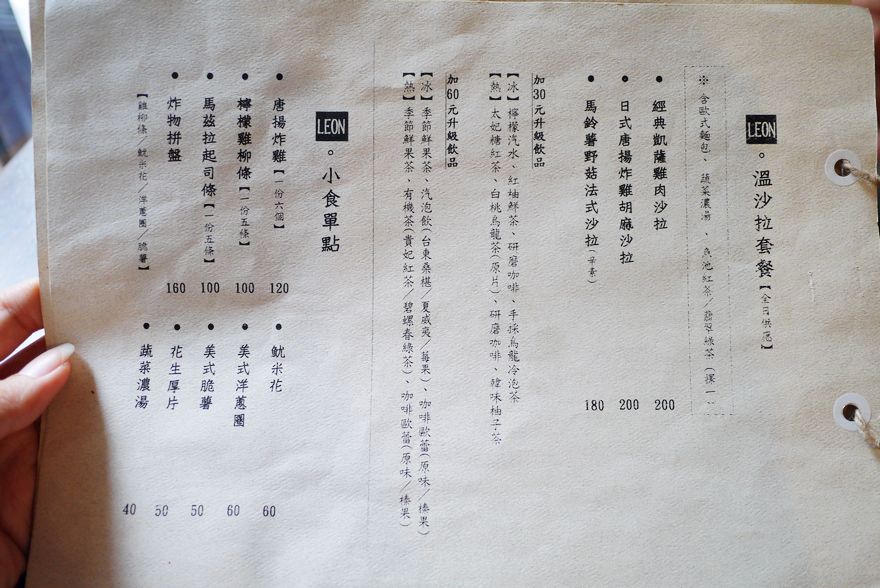 LEON。溫沙拉套餐【全日供應】
※ 含歐式麵包、蔬菜濃湯、魚池紅茶/翡翠綠茶（擇一）
• 經典凱薩雞肉沙拉 200
• 日式唐揚炸雞胡麻沙拉 200
• 馬鈴薯野菇法式沙拉（辛素） 180
加30元升級飲品
【冰】檸檬汽水、紅柚鮮茶、研磨咖啡、手採烏龍冷泡茶
【熱】太妃糖紅茶、白桃烏龍茶（原片）、研磨咖啡、韓味柚子茶
加60元升級飲品
【冰】季節鮮果茶、汽泡飲（台東桑椹/夏威夷/莓果）、咖啡歐蕾（原味/榛果）
【熱】季節鮮果茶、有機茶（貴妃紅茶/碧螺春綠茶）、咖啡歐蕾（原味/榛果）
LEON。小食單點
• 唐揚炸雞【一份六個】 120
• 檸檬雞柳條【一份五條】 100
• 馬茲拉起司條【一份五條】 100
• 炸物拼盤 160
【雞柳條/魷米花/洋蔥圈/脆薯】
• 魷米花 60
• 美式洋蔥圈 60
• 美式脆薯 50
• 花生厚片 50
• 蔬菜濃湯 40